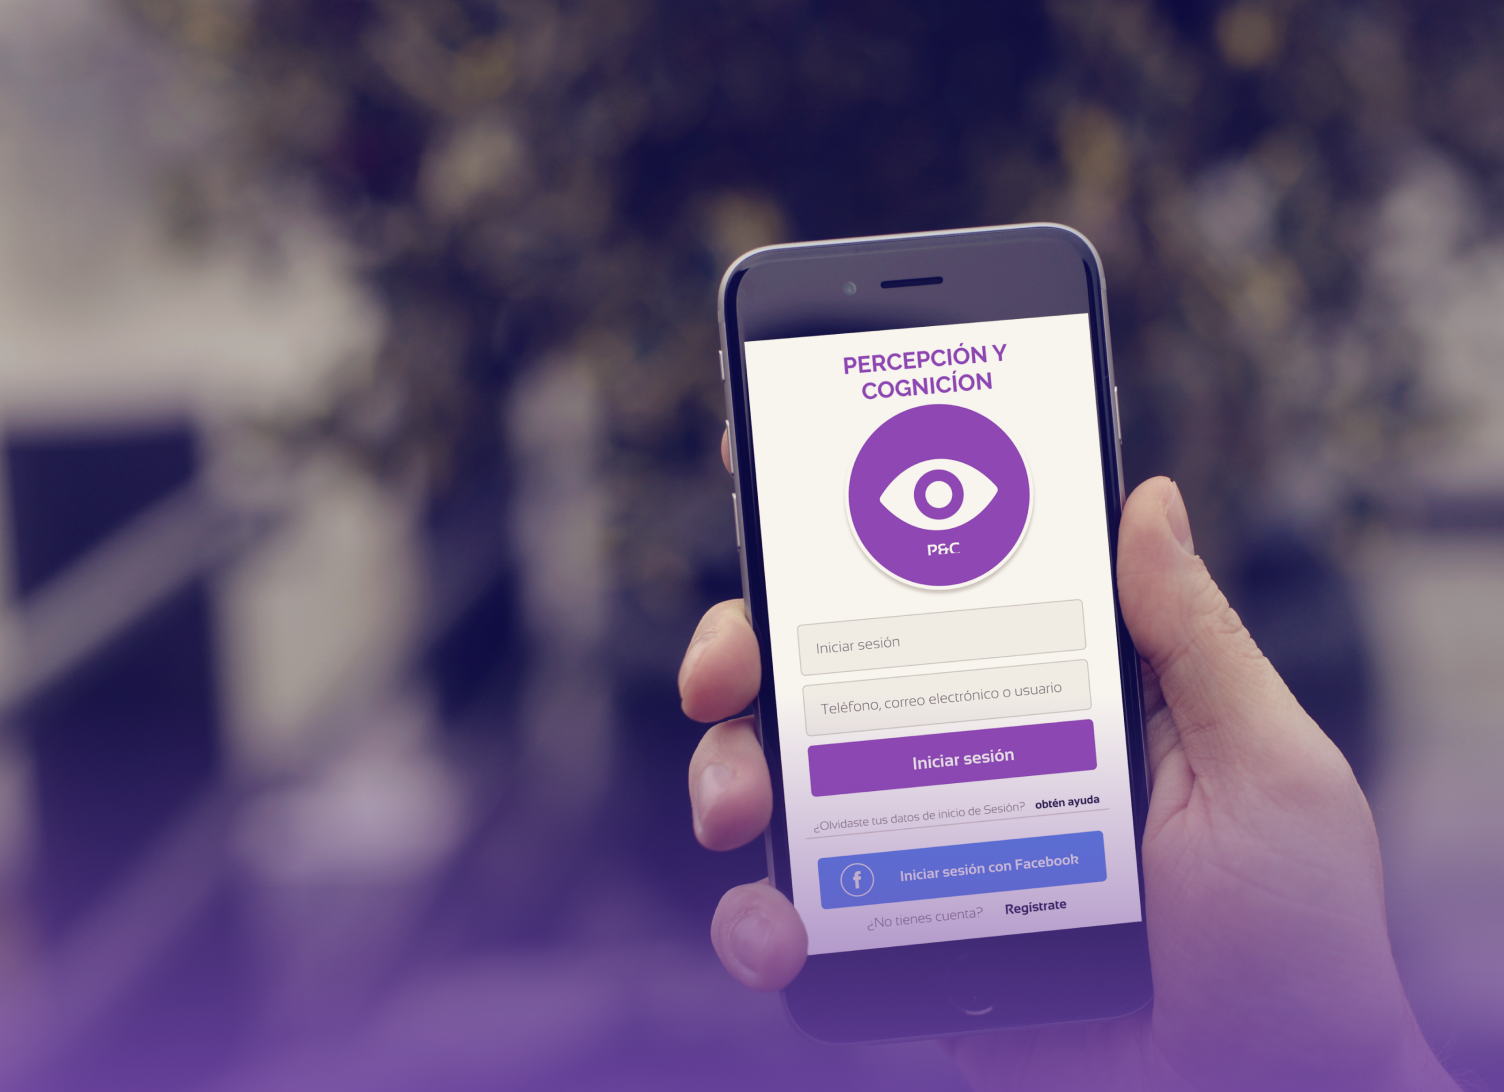 PERCEPCIÓN Y
COGNICÍON
P&C
Iniciar sesión
Teléfono, correo electrónico o usuario
Iniciar sesión
¿Olvidaste tus datos de inicio de Sesión? obtén ayuda
f Iniciar sesión con Facebook
¿No tienes cuenta? Registrate